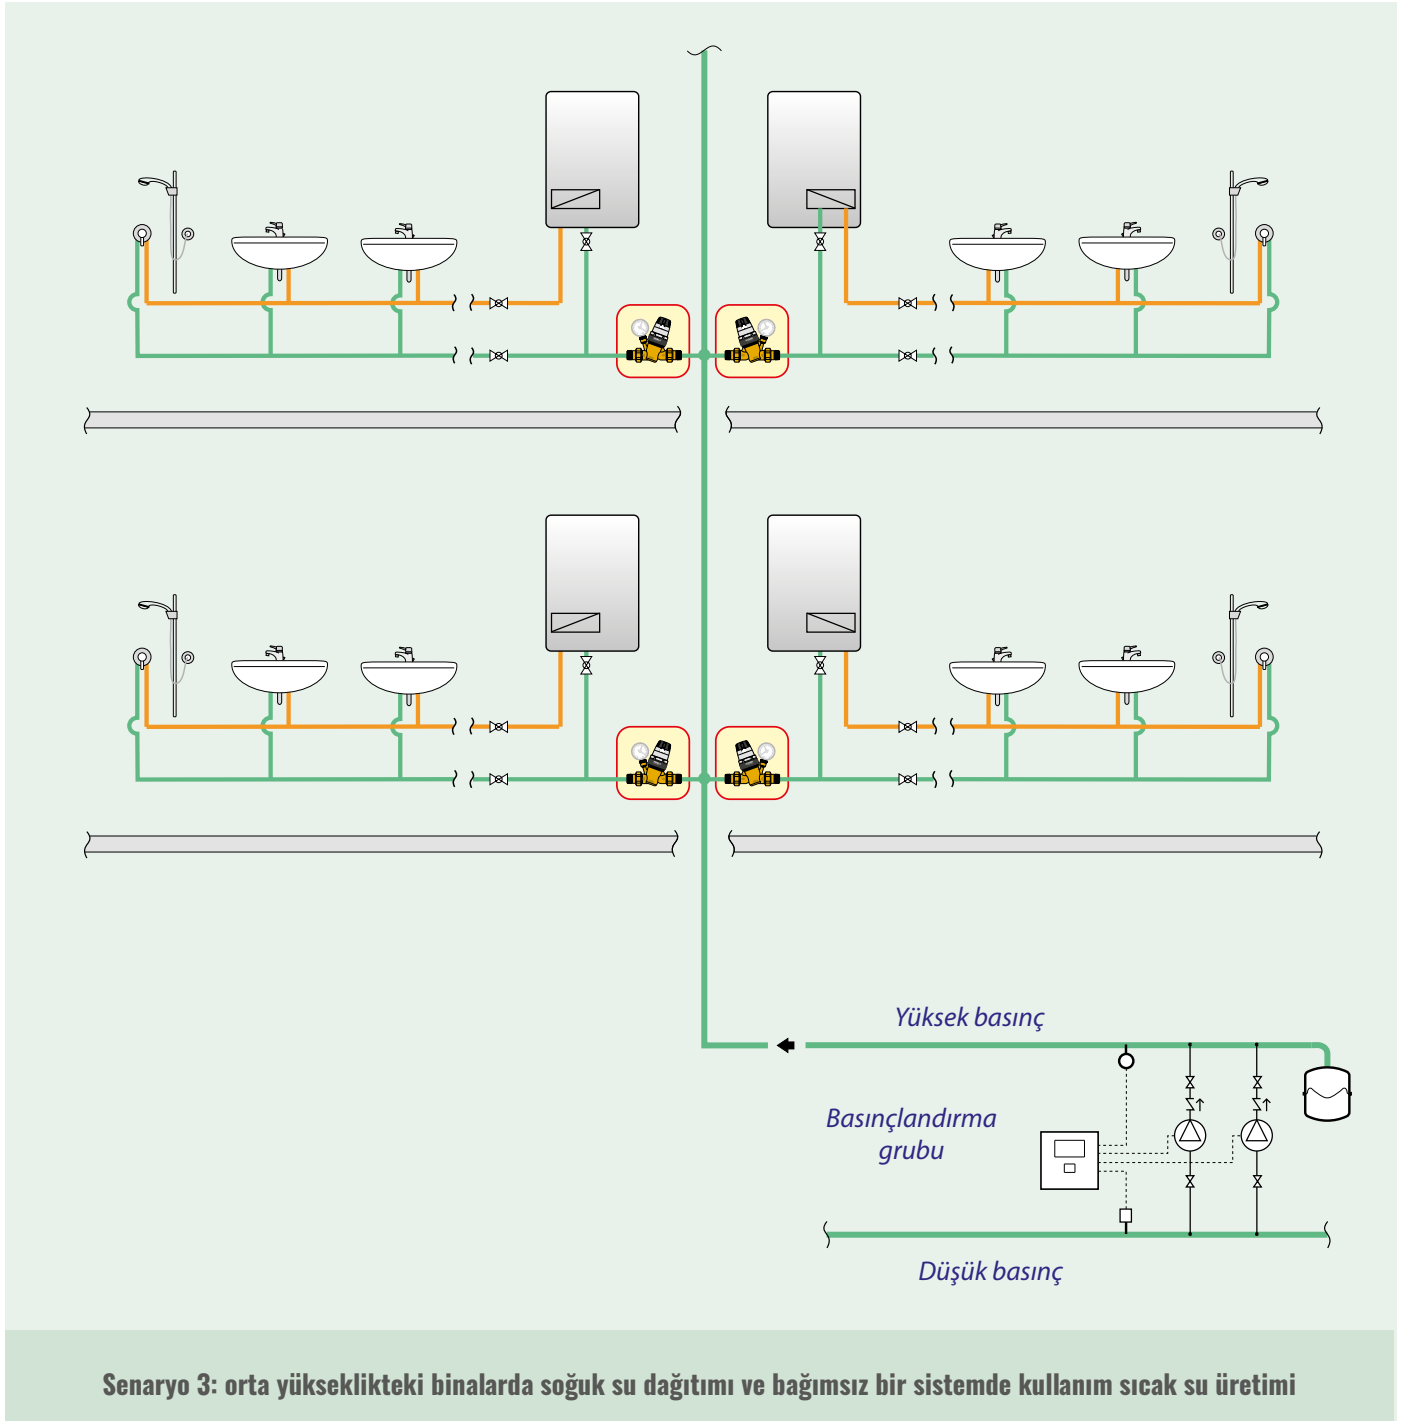 Yüksek basınç
Basınçlandırma
grubu
Düşük basınç
Senaryo 3: orta yükseklikteki binalarda soğuk su dağıtımı ve bağımsız bir sistemde kullanım sıcak su üretimi